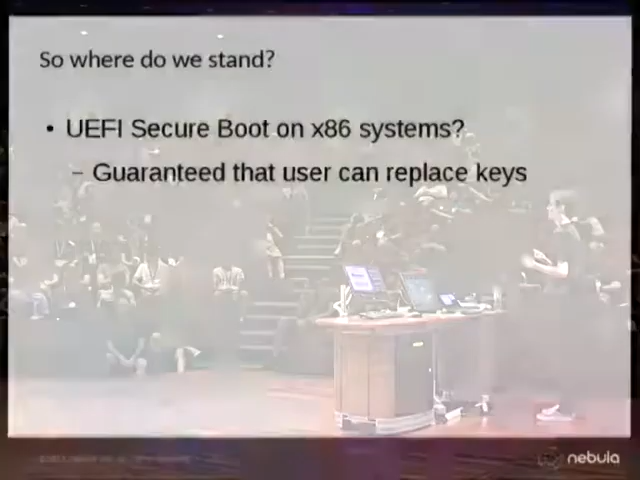 So where do we stand?
• UEFI Secure Boot on x86 systems?
– Guaranteed that user can replace keys
nebula